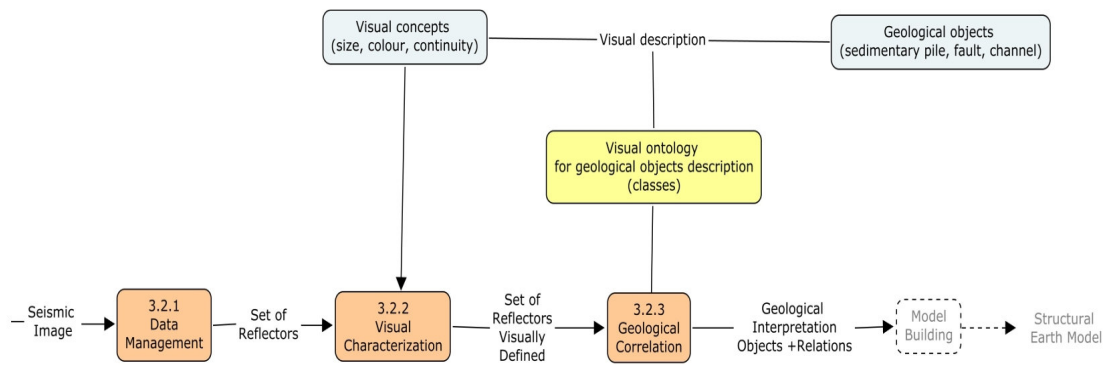 Visual concepts
(size, colour, continuity)
Visual description
Geological objects
(sedimentary pile, fault, channel)
Visual ontology
for geological objects description
(classes)
Seismic
Image
3.2.1
Data
Management
Set of
Reflectors
3.2.2
Visual
Characterization
Set of
Reflectors
Visually
Defined
3.2.3
Geological
Correlation
Geological
Interpretation
Objects +Relations
Model
Building
Structural
Earth Model